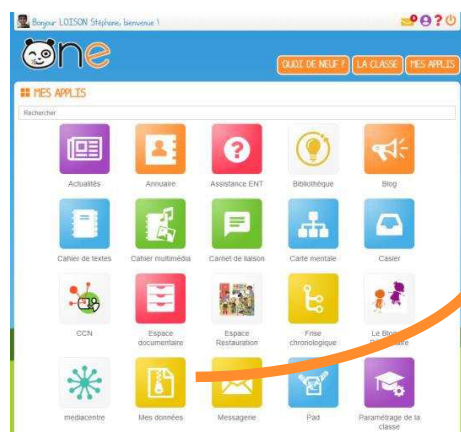 Bonjour LOISON Stéphane, bienvenue !
One
QUOI DE NEUF ? LA CLASSE MES APPLIS
MES APPLIS
Rechercher
Actualités Annuaire Assistance ENT Bibliothèque Blog
Cahier de textes Cahier multimédia Carnet de liaison Carte mentale Casier
CCN Espace documentaire Espace Restauration Frise chronologique Le Blog
mediacentre Mes données Messagerie Pad Paramétrage de la classe